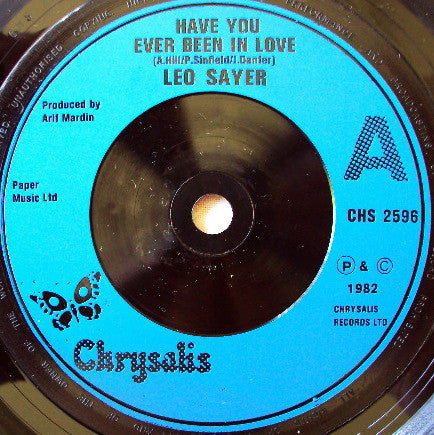 HAVE YOU
EVER BEEN IN LOVE
(A.Hill/P.Sinfield/J.Danter)
LEO SAYER
Produced by
Arif Mardin
A
Paper
Music Ltd
CHS 2596
Ⓟ & ©
1982
CHRYSALIS
RECORDS LTD
Chrysalis